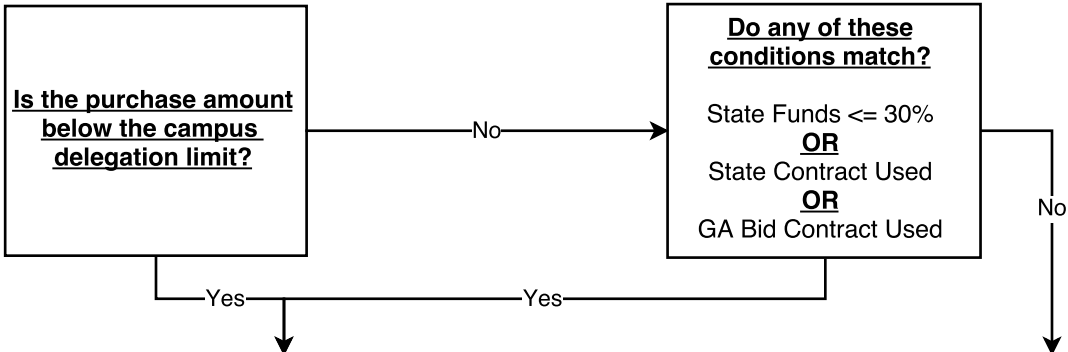 Is the purchase amount
below the campus
delegation limit?
No
Do any of these
conditions match?
State Funds <= 30%
OR
State Contract Used
OR
GA Bid Contract Used
No
Yes
Yes